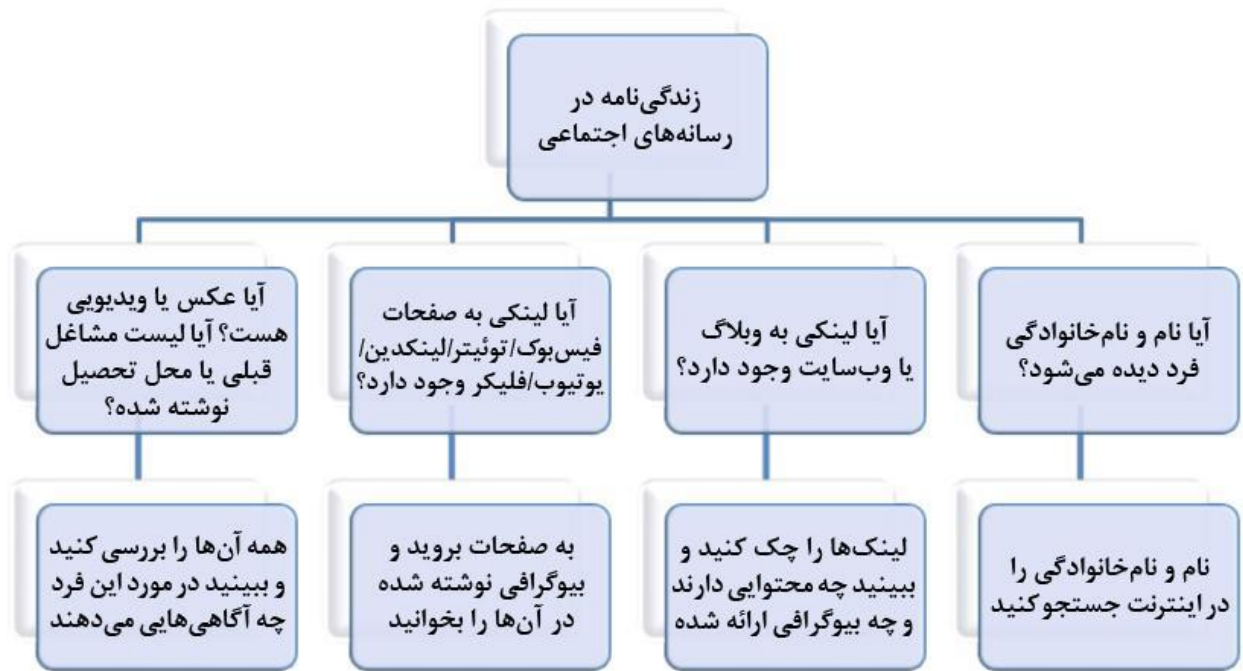 زندگی‌نامه در
رسانه‌های اجتماعی
آیا نام و نام‌خانوادگی
فرد دیده می‌شود؟
آیا لینکی به وبلاگ
یا وب‌سایت وجود دارد؟
آیا لینکی به صفحات
فیس‌بوک/توئیتر/لینکدین/
یوتیوب/فلیکر وجود دارد؟
آیا عکس یا ویدیویی
هست؟ آیا لیست مشاغل
قبلی یا محل تحصیل
نوشته شده؟
نام و نام‌خانوادگی را
در اینترنت جستجو کنید
لینک‌ها را چک کنید و
ببینید چه محتوایی دارند
و چه بیوگرافی ارائه شده
به صفحات بروید و
بیوگرافی نوشته شده
در آن‌ها را بخوانید
همه آن‌ها را بررسی کنید
و ببینید در مورد این فرد
چه آگاهی‌هایی می‌دهند